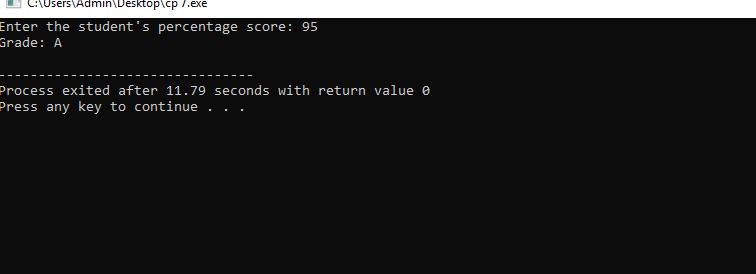 C:\Users\Admin\Desktop\cp 7.exe
Enter the student's percentage score: 95
Grade: A
--------------------------------
Process exited after 11.79 seconds with return value 0
Press any key to continue . . .